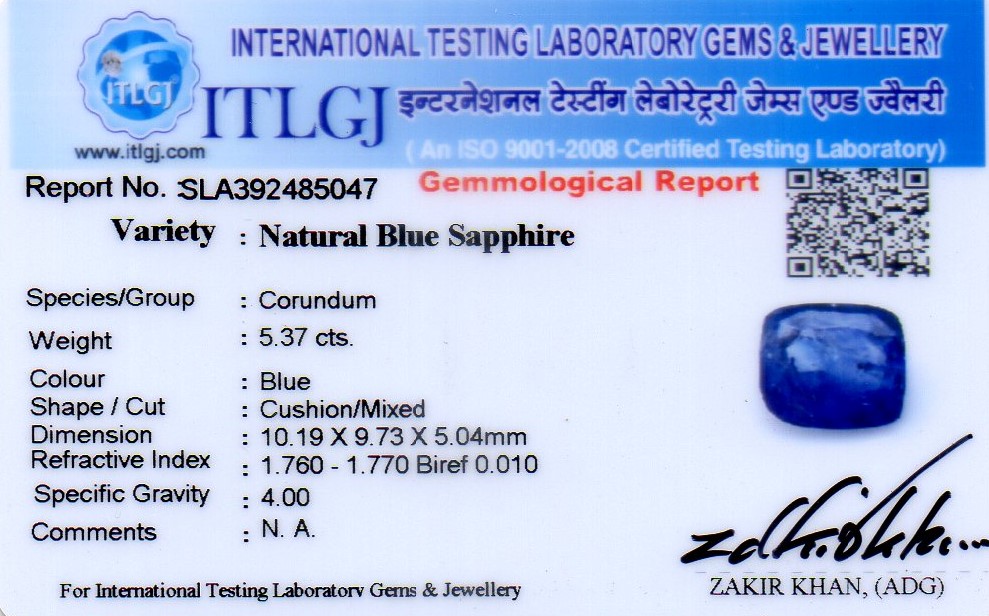 INTERNATIONAL TESTING LABORATORY GEMS & JEWELLERY
ITLGJ
ITLGJ इन्टरनेशनल टेस्टींग लेबोरेट्री जेम्स एण्ड ज्वैलरी
www.itlgj.com
( An ISO 9001-2008 Certified Testing Laboratory)
Report No. :SLA392485047
Gemmological Report
Variety : Natural Blue Sapphire
Species/Group : Corundum
Weight : 5.37 cts.
Colour : Blue
Shape / Cut : Cushion/Mixed
Dimension : 10.19 X 9.73 X 5.04mm
Refractive Index : 1.760 - 1.770 Biref 0.010
Specific Gravity : 4.00
Comments : N. A.
For International Testing Laboratory Gems & Jewellery
ZAKIR KHAN, (ADG)